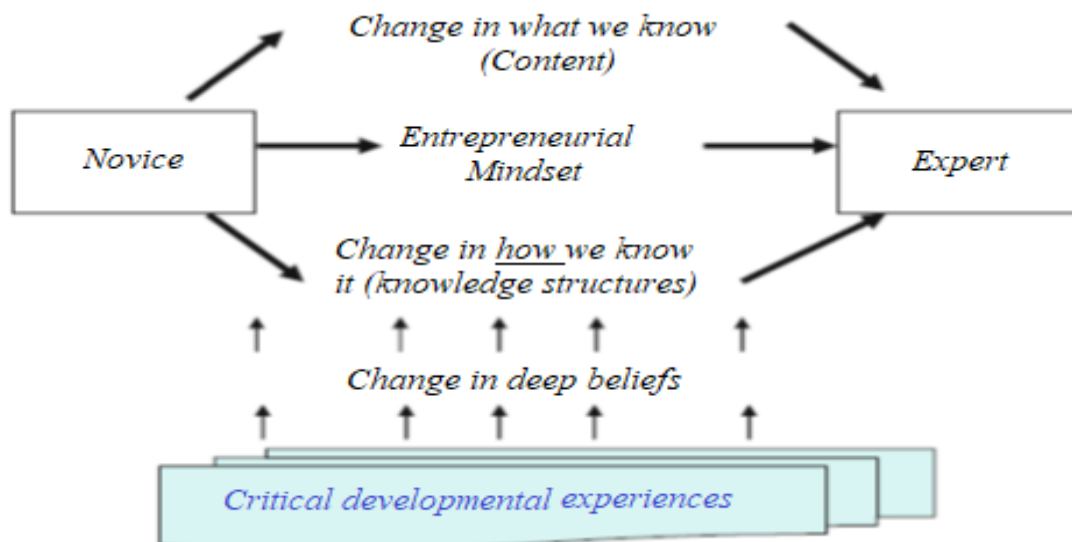 Change in what we know
(Content)
Novice
Entrepreneurial
Mindset
Expert
Change in how we know
it (knowledge structures)
Change in deep beliefs
Critical developmental experiences